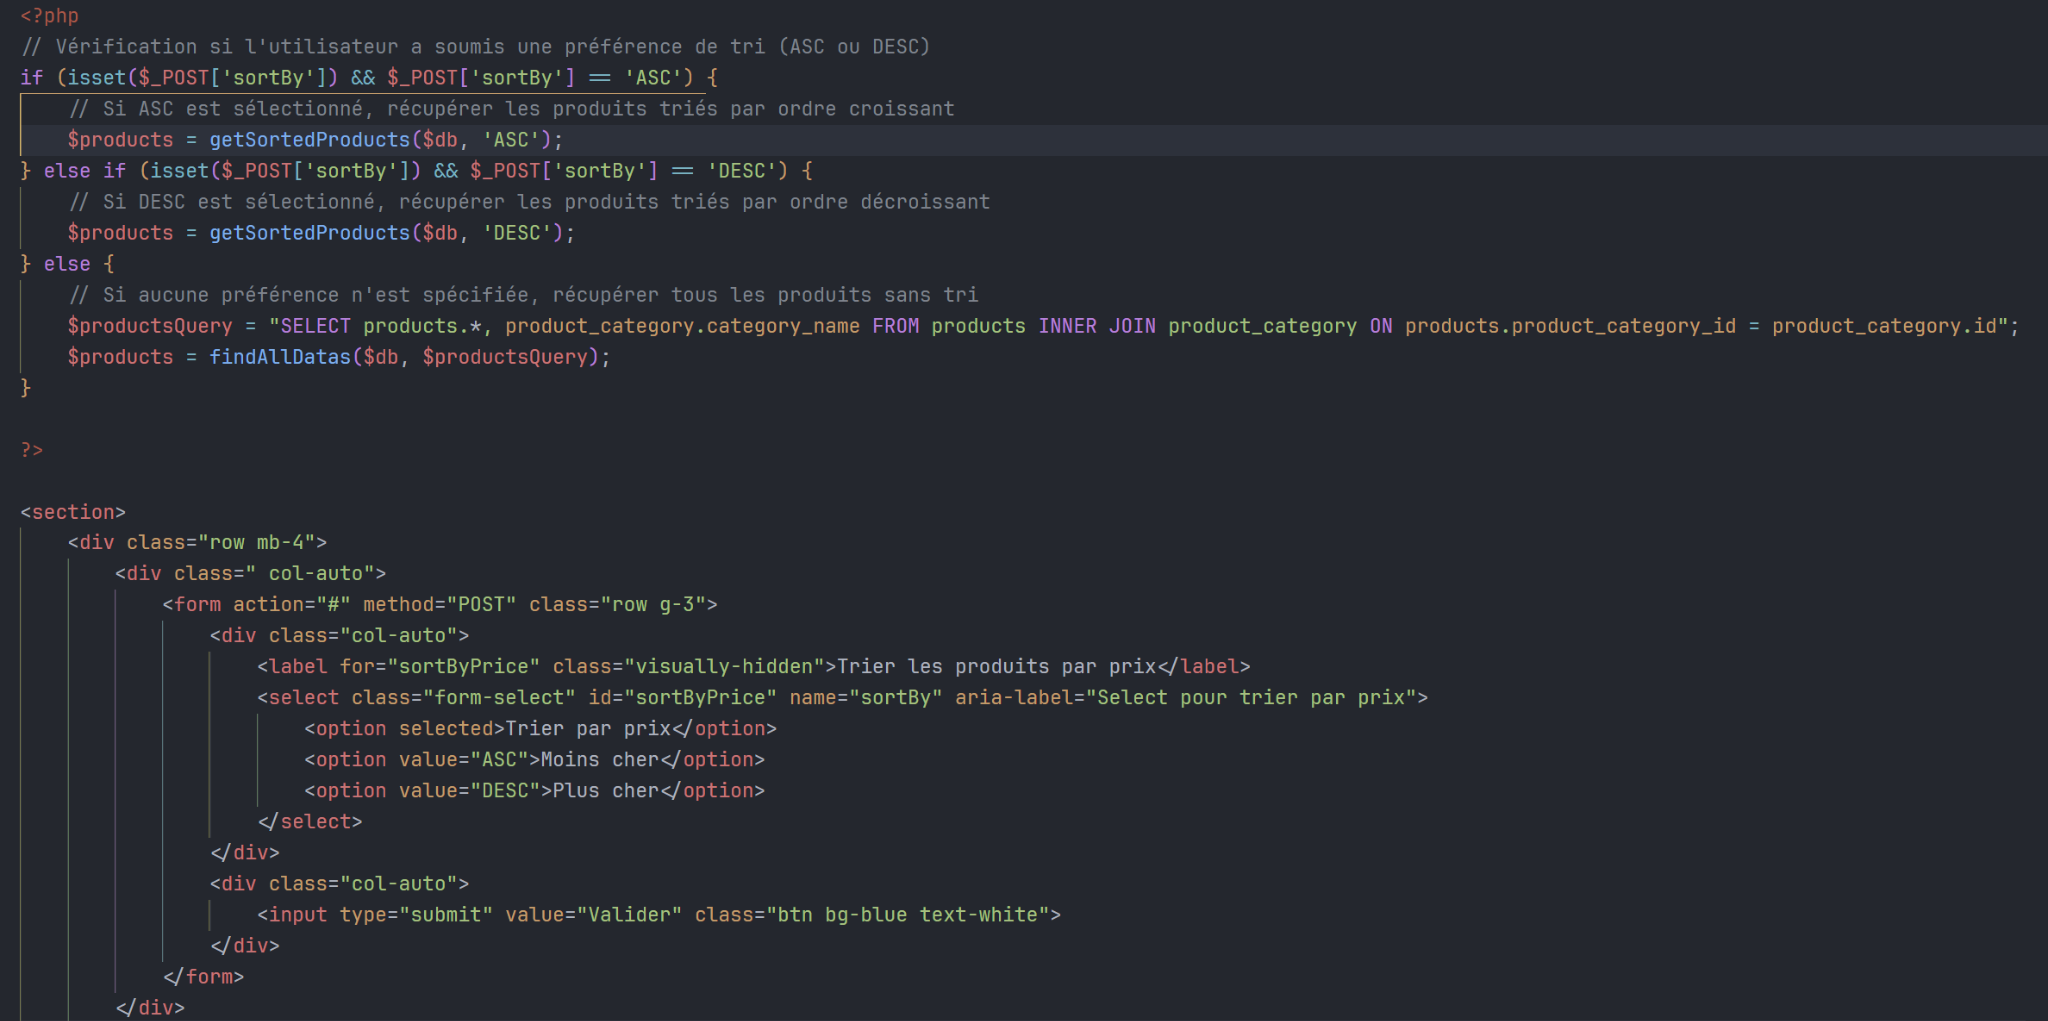 <?php
// Vérification si l'utilisateur a soumis une préférence de tri (ASC ou DESC)
if (isset($_POST['sortBy']) && $_POST['sortBy'] == 'ASC') {
    // Si ASC est sélectionné, récupérer les produits triés par ordre croissant
    $products = getSortedProducts($db, 'ASC');
} else if (isset($_POST['sortBy']) && $_POST['sortBy'] == 'DESC') {
    // Si DESC est sélectionné, récupérer les produits triés par ordre décroissant
    $products = getSortedProducts($db, 'DESC');
} else {
    // Si aucune préférence n'est spécifiée, récupérer tous les produits sans tri
    $productsQuery = "SELECT products.*, product_category.category_name FROM products INNER JOIN product_category ON products.product_category_id = product_category.id";
    $products = findAllDatas($db, $productsQuery);
}
?>
<section>
    <div class="row mb-4">
        <div class=" col-auto">
            <form action="#" method="POST" class="row g-3">
                <div class="col-auto">
                    <label for="sortByPrice" class="visually-hidden">Trier les produits par prix</label>
                    <select class="form-select" id="sortByPrice" name="sortBy" aria-label="Select pour trier par prix">
                        <option selected>Trier par prix</option>
                        <option value="ASC">Moins cher</option>
                        <option value="DESC">Plus cher</option>
                    </select>
                </div>
                <div class="col-auto">
                    <input type="submit" value="Valider" class="btn bg-blue text-white">
                </div>
            </form>
        </div>